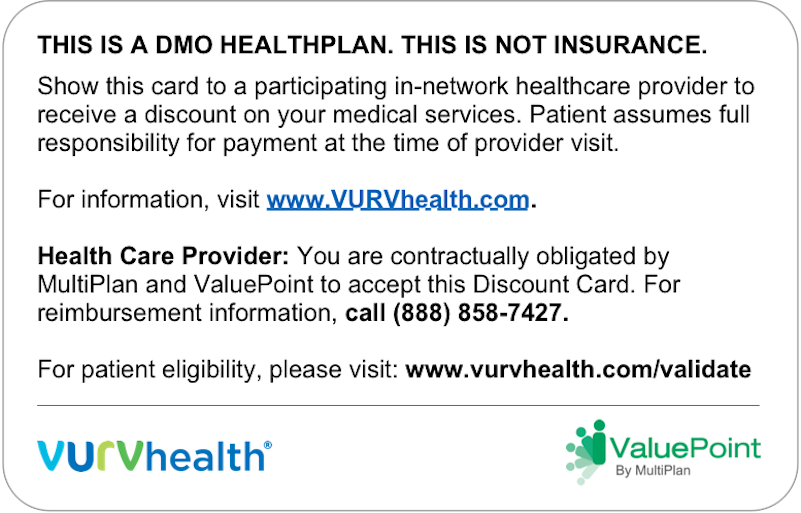 THIS IS A DMO HEALTHPLAN. THIS IS NOT INSURANCE.
Show this card to a participating in-network healthcare provider to
receive a discount on your medical services. Patient assumes full
responsibility for payment at the time of provider visit.
For information, visit www.VURVhealth.com.
Health Care Provider: You are contractually obligated by
MultiPlan and ValuePoint to accept this Discount Card. For
reimbursement information, call (888) 858-7427.
For patient eligibility, please visit: www.vurvhealth.com/validate
vurvhealth®
ValuePoint
By MultiPlan